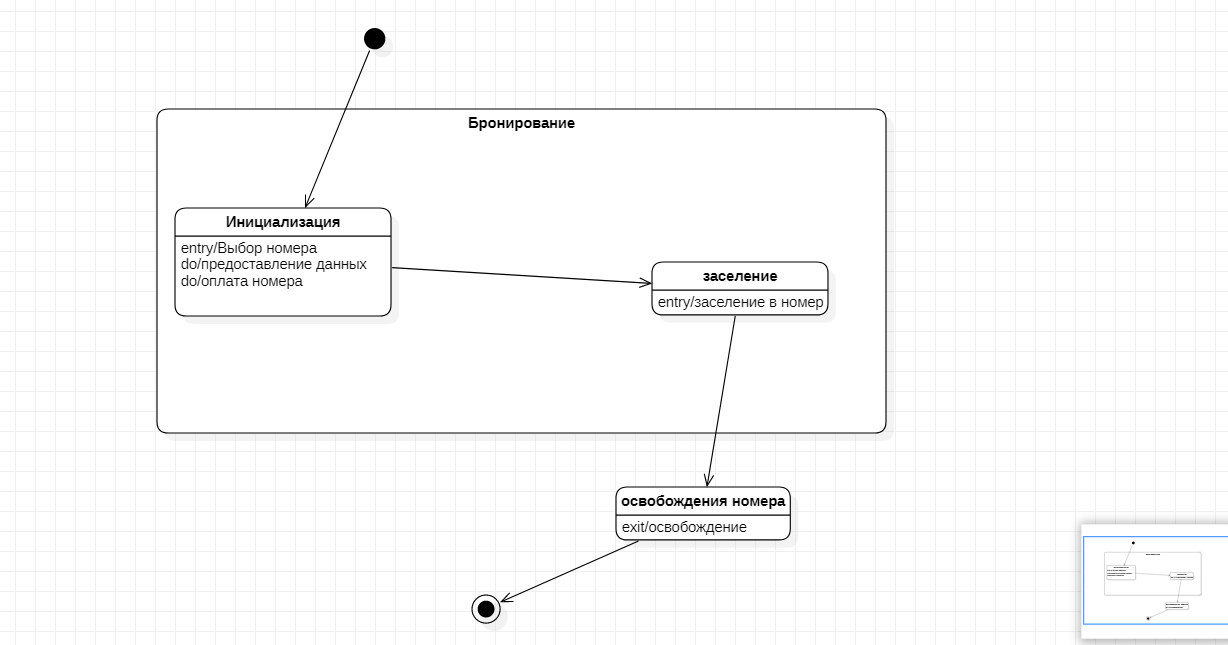 Бронирование
Инициализация
entry/Выбор номера
do/предоставление данных
do/оплата номера
заселение
entry/заселение в номер
освобождения номера
exit/освобождение